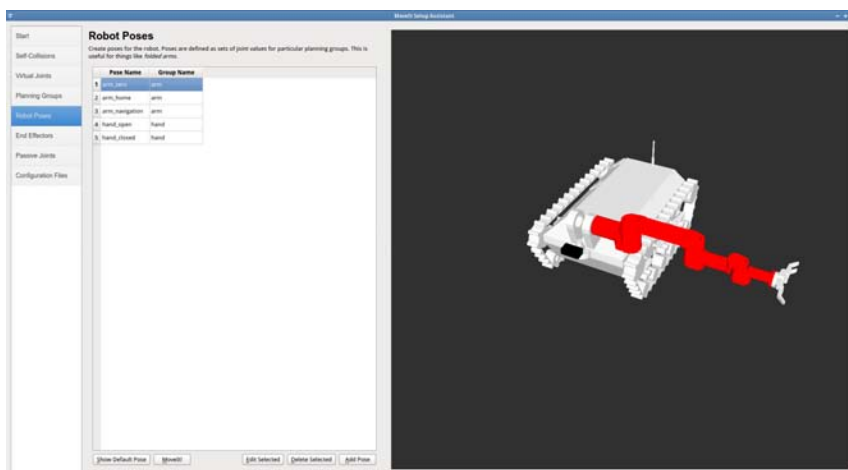 Moveit Setup Assistant
Start
Self-Collisions
Virtual Joints
Planning Groups
Robot Poses
End Effectors
Passive Joints
Configuration Files
Robot Poses
Create poses for the robot. Poses are defined as sets of joint values for particular planning groups. This is
useful for things like folded arms.
Pose Name Group Name
1 arm_zero arm
2 arm_home arm
3 arm_navigation arm
4 hand_open hand
5 hand_closed hand
Show Default Pose MoveIt! Edit Selected Delete Selected Add Pose